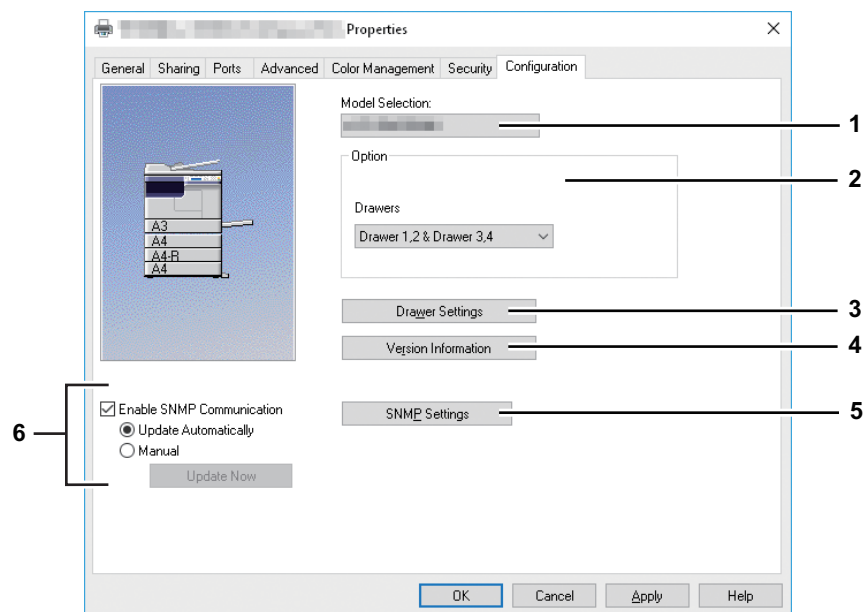 Properties
General Sharing Ports Advanced Color Management Security Configuration
Model Selection:
1
Option
2
Drawers
Drawer 1,2 & Drawer 3,4
A3
A4
A4-R
A4
Drawer Settings
3
Version Information
4
Enable SNMP Communication
SNMP Settings
5
6
Update Automatically
Manual
Update Now
OK Cancel Apply Help